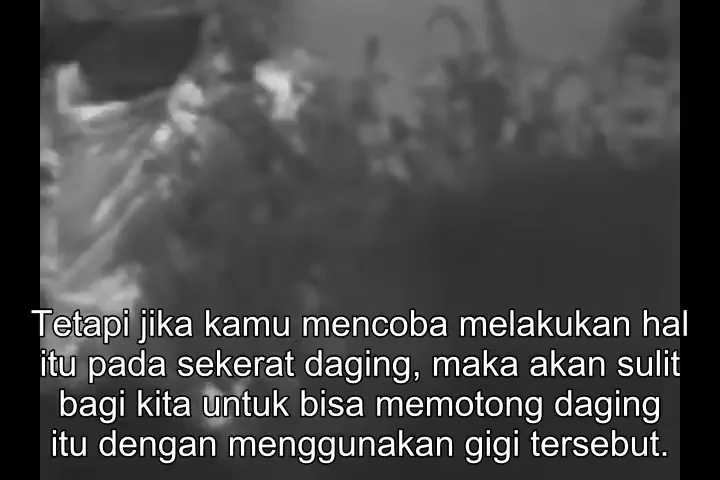 Tetapi jika kamu mencoba melakukan hal
itu pada sekerat daging, maka akan sulit
bagi kita untuk bisa memotong daging
itu dengan menggunakan gigi tersebut.